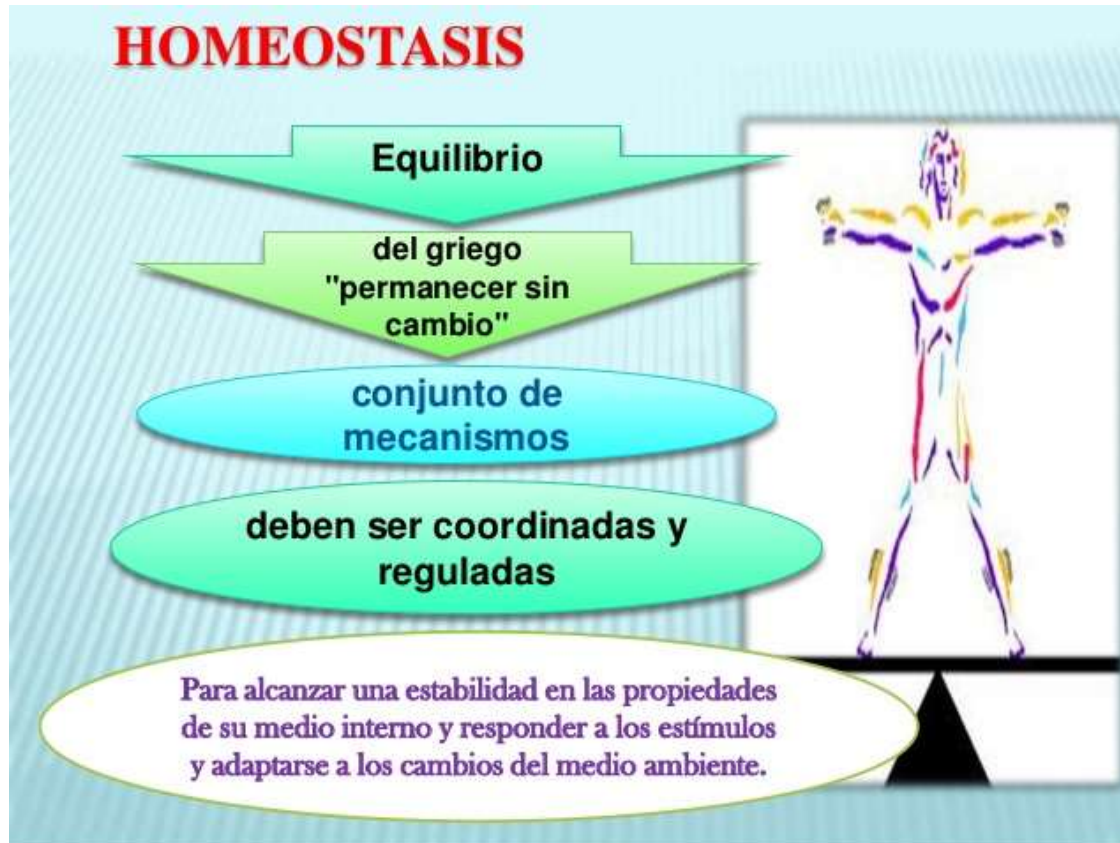 HOMEOSTASIS
Equilibrio
del griego
"permanecer sin
cambio"
conjunto de
mecanismos
deben ser coordinadas y
reguladas
Para alcanzar una estabilidad en las propiedades
de su medio interno y responder a los estímulos
y adaptarse a los cambios del medio ambiente.